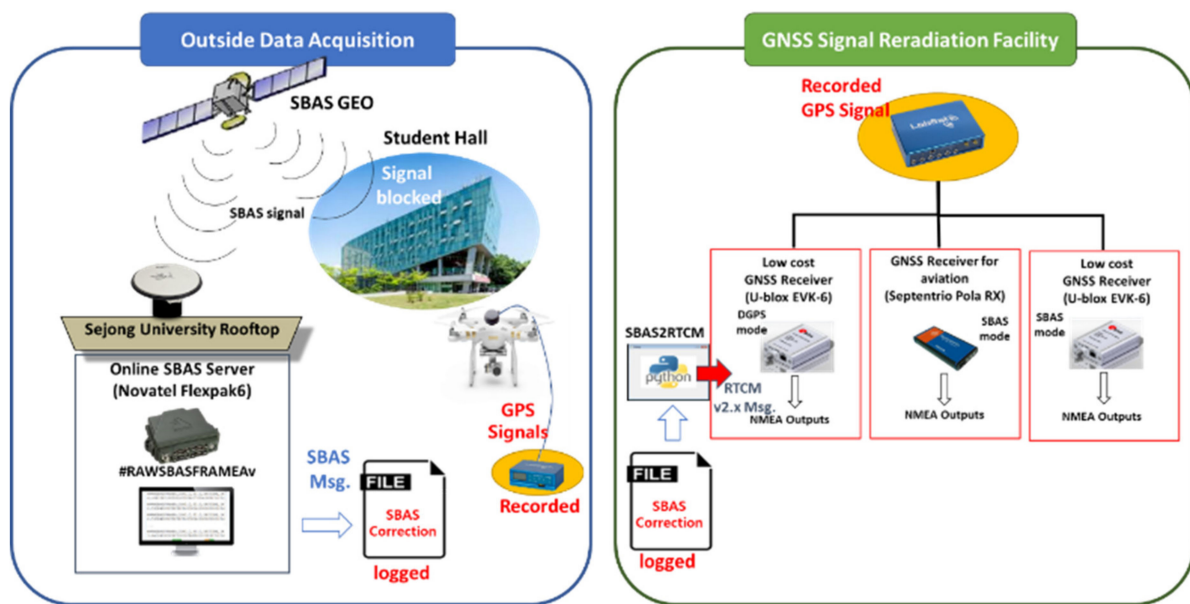 Outside Data Acquisition
SBAS GEO
Student Hall
Signal
blocked
SBAS signal
Sejong University Rooftop
Online SBAS Server
(Novatel Flexpak6)
#RAWSBASFRAMEAv
SBAS
Msg.
FILE
SBAS
Correction
logged
GPS
Signals
Recorded
GNSS Signal Reradiation Facility
Recorded
GPS Signal
LabSat
Low cost
GNSS Receiver
(U-blox EVK-6)
DGPS
mode
NMEA Outputs
GNSS Receiver for
aviation
(Septentrio Pola RX)
SBAS
mode
NMEA Outputs
Low cost
GNSS Receiver
(U-blox EVK-6)
SBAS
mode
NMEA Outputs
SBAS2RTCM
python
RTCM
v2.x Msg.
FILE
SBAS
Correction
logged